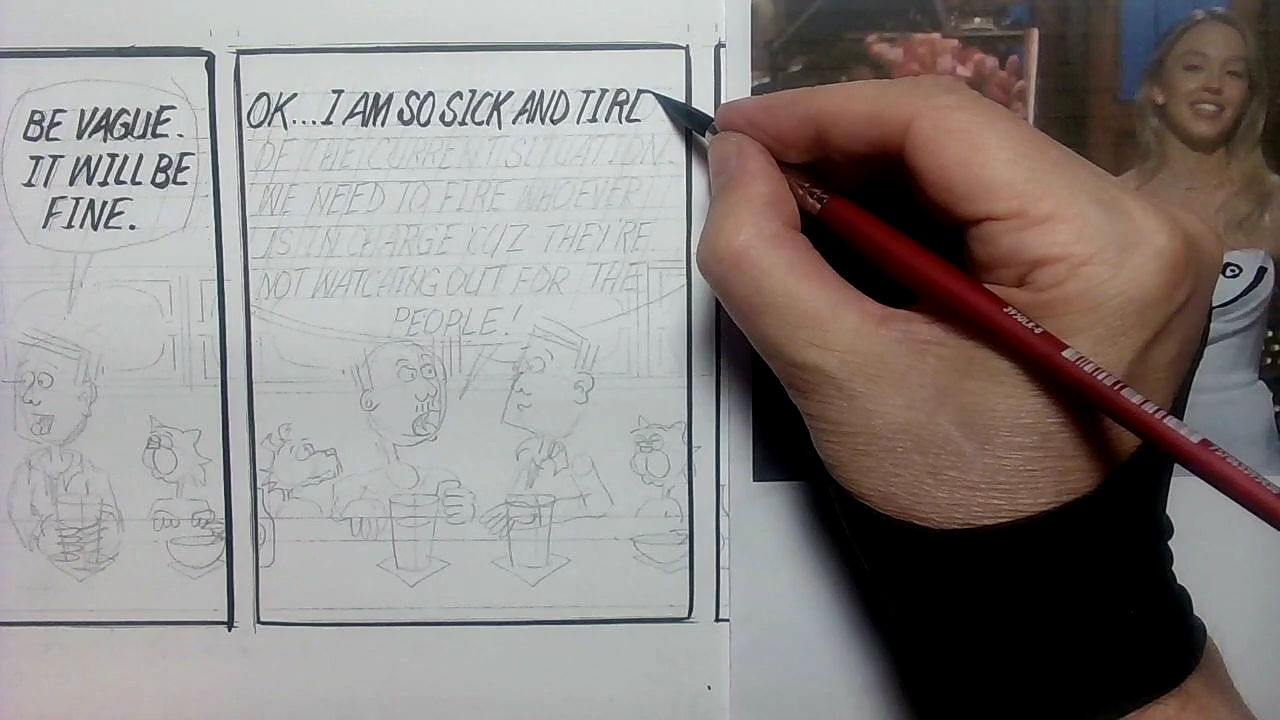 BE VAGUE.
IT WILL BE
FINE.
OK...I AM SO SICK AND TIRE
OF THE CURRENT SITUATION.
WE NEED TO FIRE WHOEVER
IS IN CHARGE CUZ THEY'RE
NOT WATCHING OUT FOR THE
PEOPLE!